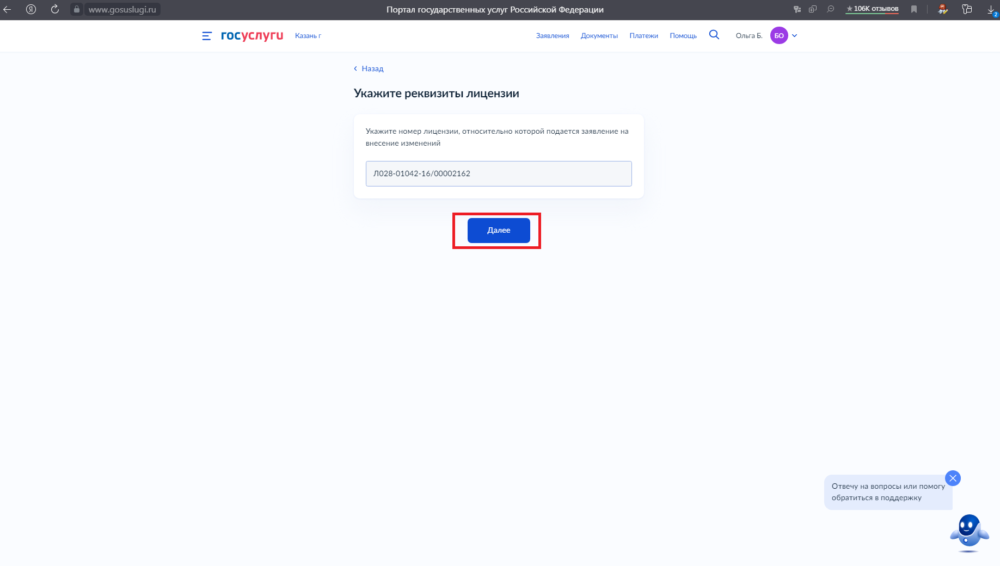 www.gosuslugi.ru
Портал государственных услуг Российской Федерации
★ 106K отзывов
2
госуслуги
Казань г
Заявления
Документы
Платежи
Помощь
Ольга Б.
БО
Назад
Укажите реквизиты лицензии
Укажите номер лицензии, относительно которой подается заявление на
внесение изменений
Л028-01042-16/00002162
Далее
Отвечу на вопросы или помогу
обратиться в поддержку